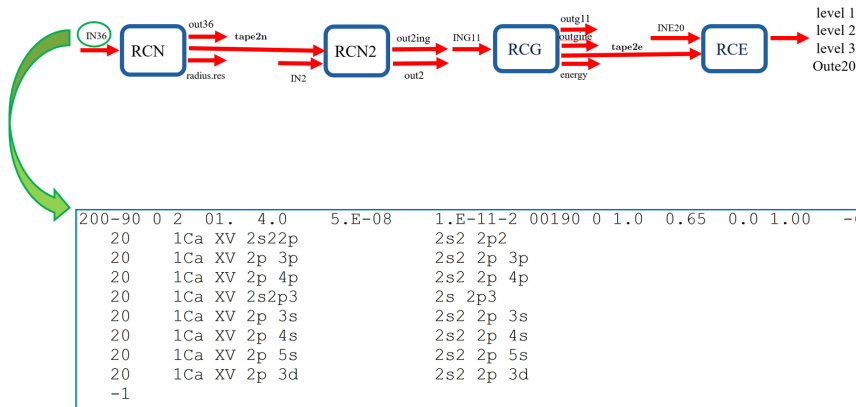 IN36
RCN
out36
tape2n
radius.res
IN2
RCN2
out2ing
out2
ING11
RCG
outg11
outgine
tape2e
energy
INE20
RCE
level 1
level 2
level 3
Oute20
200-90 0 2 01. 4.0 5.E-08 1.E-11-2 00190 0 1.0 0.65 0.0 1.00
20 1Ca XV 2s22p 2s2 2p2
20 1Ca XV 2p 3p 2s2 2p 3p
20 1Ca XV 2p 4p 2s2 2p 4p
20 1Ca XV 2s2p3 2s 2p3
20 1Ca XV 2p 3s 2s2 2p 3s
20 1Ca XV 2p 4s 2s2 2p 4s
20 1Ca XV 2p 5s 2s2 2p 5s
20 1Ca XV 2p 3d 2s2 2p 3d
-1